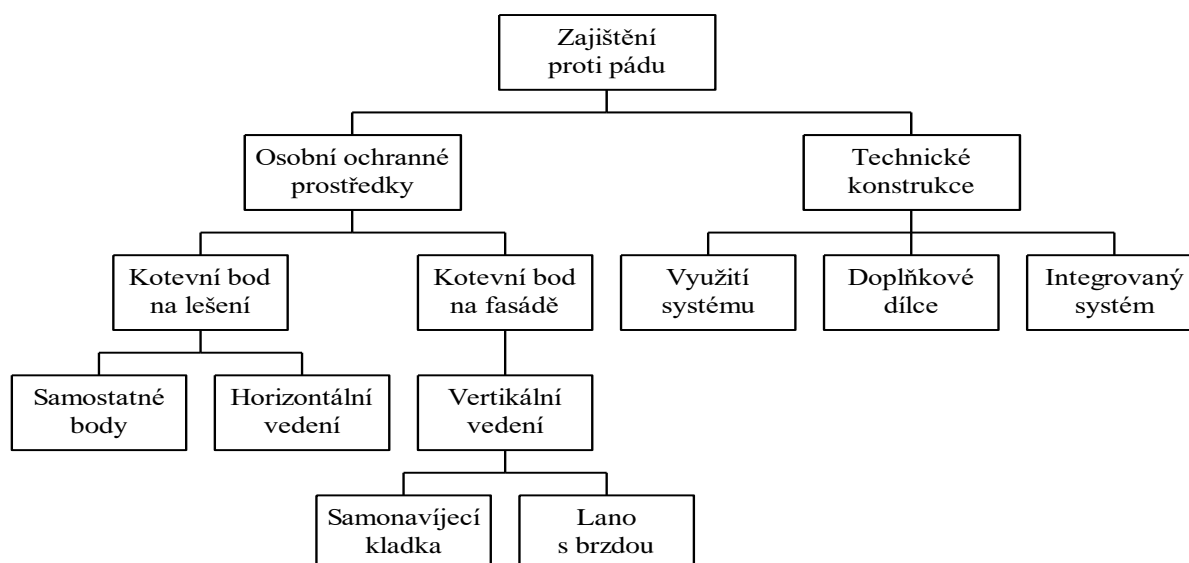 Zajištění
proti pádu
Osobní ochranné
prostředky
Technické
konstrukce
Kotevní bod
na lešení
Kotevní bod
na fasádě
Využití
systému
Doplňkové
dílce
Integrovaný
systém
Samostatné
body
Horizontální
vedení
Vertikální
vedení
Samonavíjecí
kladka
Lano
s brzdou